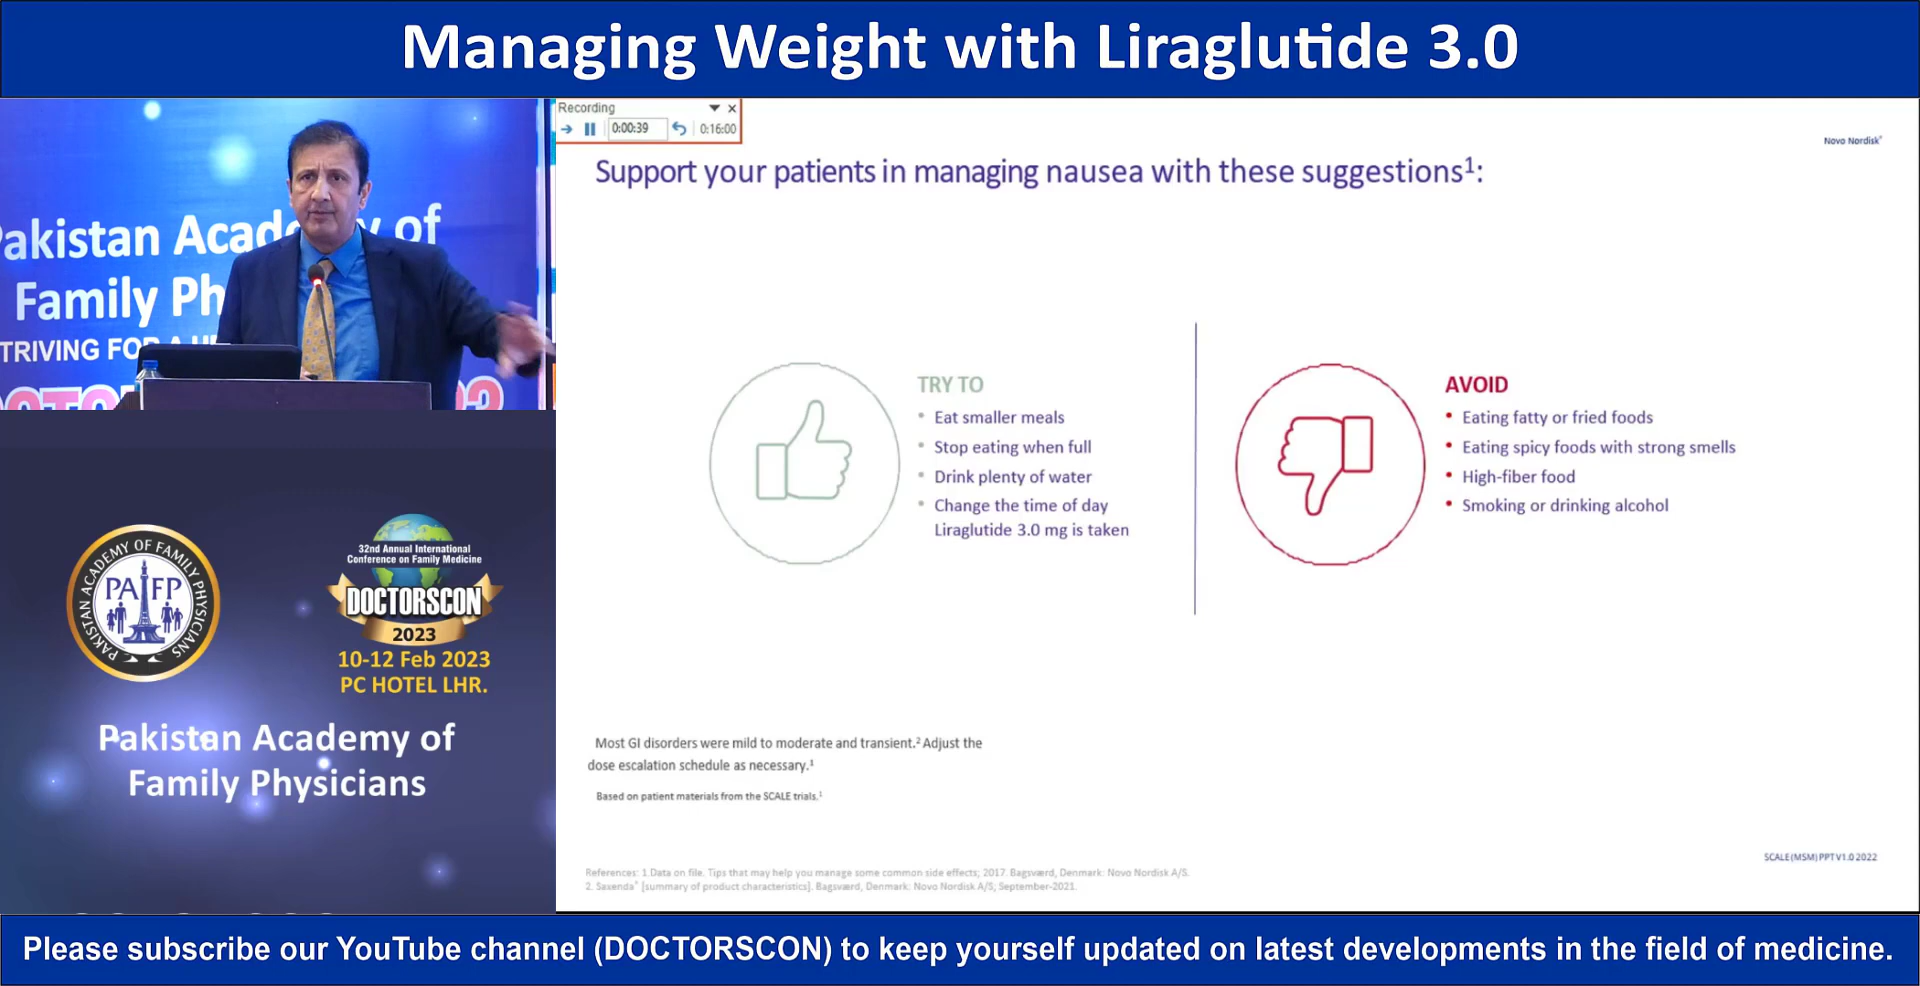 Managing Weight with Liraglutide 3.0
Pakistan Academy of
Family Ph
TRIVING FOR A
Recording
0:00:39
0:16:00
Novo Nordisk®
Support your patients in managing nausea with these suggestions¹:
TRY TO
• Eat smaller meals
• Stop eating when full
• Drink plenty of water
• Change the time of day
Liraglutide 3.0 mg is taken
AVOID
• Eating fatty or fried foods
• Eating spicy foods with strong smells
• High-fiber food
• Smoking or drinking alcohol
Most GI disorders were mild to moderate and transient.² Adjust the
dose escalation schedule as necessary.¹
Based on patient materials from the SCALE trials.¹
SCALE (MSM) PPT V1.0 2022
References: 1.Data on file. Tips that may help you manage some common side effects; 2017. Bagsværd, Denmark: Novo Nordisk A/S.
2. Saxenda® [summary of product characteristics]. Bagsværd, Denmark: Novo Nordisk A/S; September-2021.
PAKISTAN ACADEMY OF FAMILY PHYSICIANS
PAFP
32nd Annual International
Conference on Family Medicine
DOCTORSCON
2023
10-12 Feb 2023
PC HOTEL LHR.
Pakistan Academy of
Family Physicians
Please subscribe our YouTube channel (DOCTORSCON) to keep yourself updated on latest developments in the field of medicine.